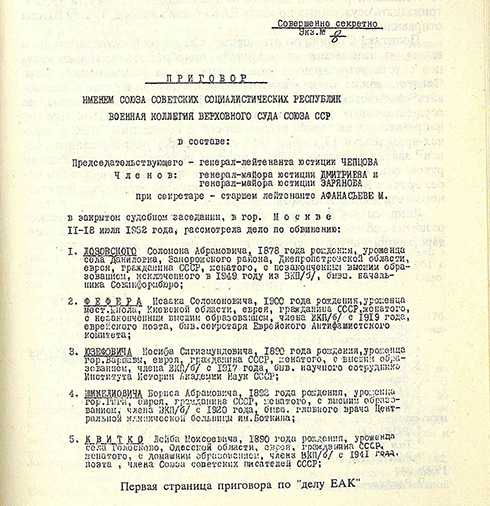 Совершенно секретно
Экз.№ 8
П Р И Г О В О Р
ИМЕНЕМ СОЮЗА СОВЕТСКИХ СОЦИАЛИСТИЧЕСКИХ РЕСПУБЛИК
ВОЕННАЯ КОЛЛЕГИЯ ВЕРХОВНОГО СУДА СОЮЗА ССР
в составе:
Председательствующего - генерал-лейтенанта юстиции ЧЕПЦОВА
Ч л е н о в: генерал-майора юстиции ДМИТРИЕВА и
генерал-майора юстиции ЗАРЯНОВА
при секретаре - старшем лейтенанте АФАНАСЬЕВЕ М.
в закрытом судебном заседании, в гор. М о с к в е
11-18 июля 1952 года, рассмотрела дело по обвинению:
1. ЛОЗОВСКОГО Соломона Абрамовича, 1878 года рождения, уроженца
села Даниловка, Запорожского района, Днепропетровской области,
еврея, гражданина СССР, женатого, с незаконченным высшим обра-
зованием, исключенного в 1949 году из ВКП/б/, бывш. начальни-
ка Совинформбюро;
2. Ф Е Ф Е Р А Исаака Соломоновича, 1900 года рождения, уроженца
мест. Шпола, Киевской области, еврея, гражданина СССР, женатого,
с незаконченным высшим образованием, члена ВКП/б/ с 1919 года,
еврейского поэта, быв.секретаря Еврейского Антифашистского
комитета;
3. ЮЗЕФОВИЧА Иосифа Сигизмундовича, 1890 года рождения, уроженца
гор.Варшавы, еврея, гражданина СССР, женатого, с высшим обра-
зованием, члена ВКП/б/ с 1917 года, быв. научного сотрудника
Института Истории Академии Наук СССР;
4. ШИМЕЛИОВИЧА Бориса Абрамовича, 1892 года рождения, уроженца
гор.Риги, еврея, гражданина СССР, женатого, с высшим образо-
ванием, члена ВКП/б/ с 1920 года, бывш. главного врача Цент-
ральной клинической больницы им.Боткина;
5. К В И Т К О Лейба Моисеевича, 1890 года рождения, уроженца
села Голосково, Одесской области, еврея, гражданина СССР,
женатого, с домашним образованием, члена ВКП/б/ с 1941 года,
поэта, члена Союза советских писателей СССР;
Первая страница приговора по "делу ЕАК"